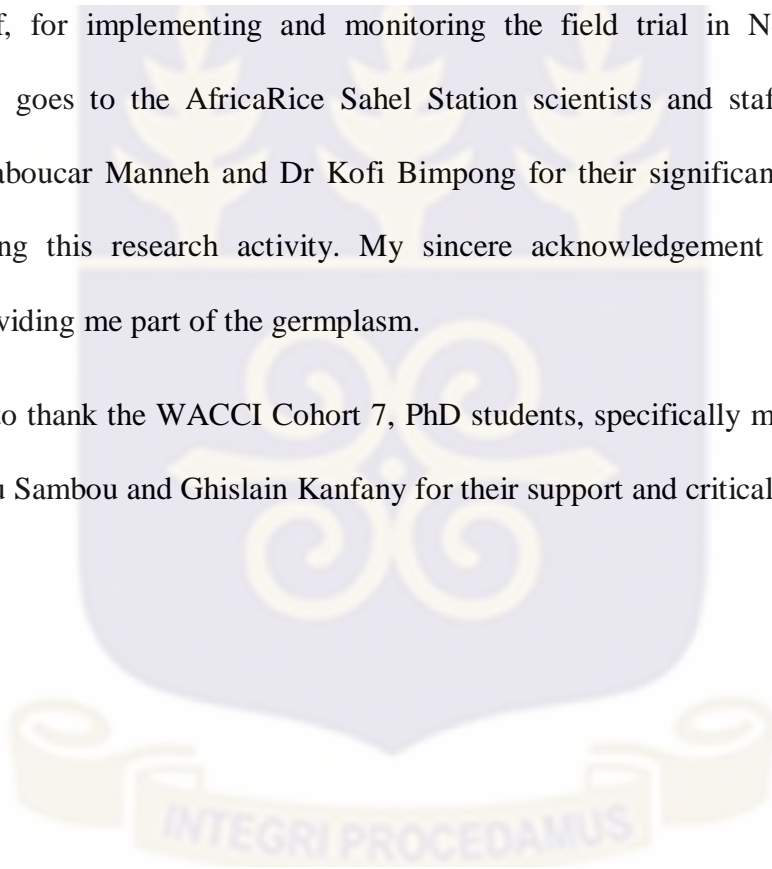 f, for implementing and monitoring the field trial in N
goes to the AfricaRice Sahel Station scientists and staf
aboucar Manneh and Dr Kofi Bimpong for their significan
ng this research activity. My sincere acknowledgement
viding me part of the germplasm.
to thank the WACCI Cohort 7, PhD students, specifically m
u Sambou and Ghislain Kanfany for their support and critical
INTEGRI PROCEDAMUS